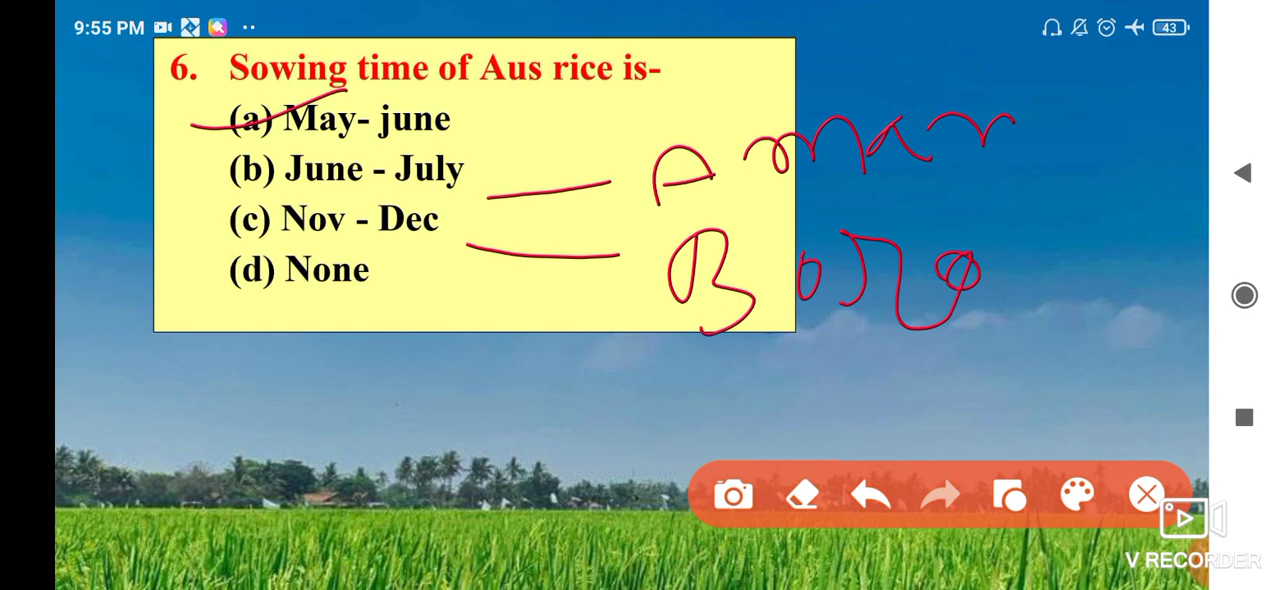 9:55 PM
43
6. Sowing time of Aus rice is-
(a) May- june
(b) June - July
Aman
(c) Nov - Dec
Boro
(d) None
V RECORDER